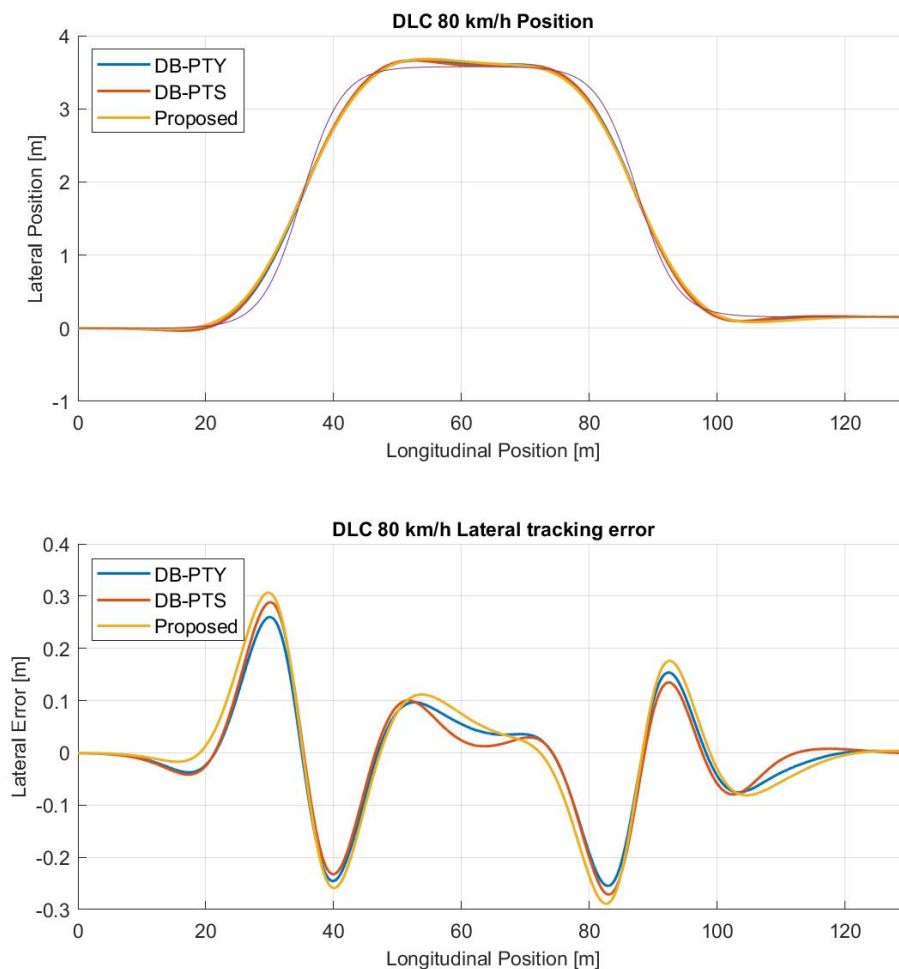 DLC 80 km/h Position
4
3
2
1
0
-1
Lateral Position [m]
DB-PTY
DB-PTS
Proposed
0 20 40 60 80 100 120
Longitudinal Position [m]
DLC 80 km/h Lateral tracking error
0.4
0.3
0.2
0.1
0
-0.1
-0.2
-0.3
Lateral Error [m]
DB-PTY
DB-PTS
Proposed
0 20 40 60 80 100 120
Longitudinal Position [m]